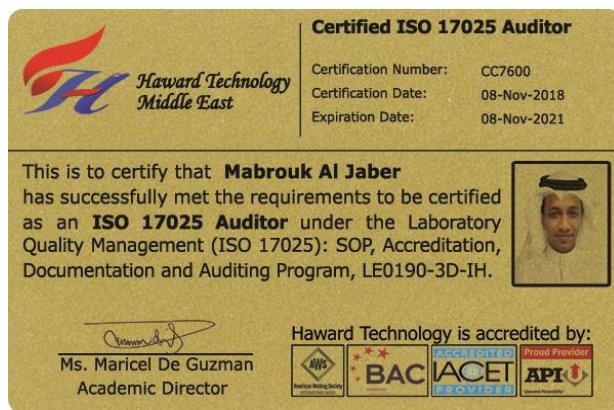 Haward Technology
Middle East
Certified ISO 17025 Auditor
Certification Number: CC7600
Certification Date: 08-Nov-2018
Expiration Date: 08-Nov-2021
This is to certify that Mabrouk Al Jaber
has successfully met the requirements to be certified
as an ISO 17025 Auditor under the Laboratory
Quality Management (ISO 17025): SOP, Accreditation,
Documentation and Auditing Program, LE0190-3D-IH.
Ms. Maricel De Guzman
Academic Director
Haward Technology is accredited by:
AWS
American Welding Society
BAC
ACCREDITED
IACET
PROVIDER
Proud Provider
API U